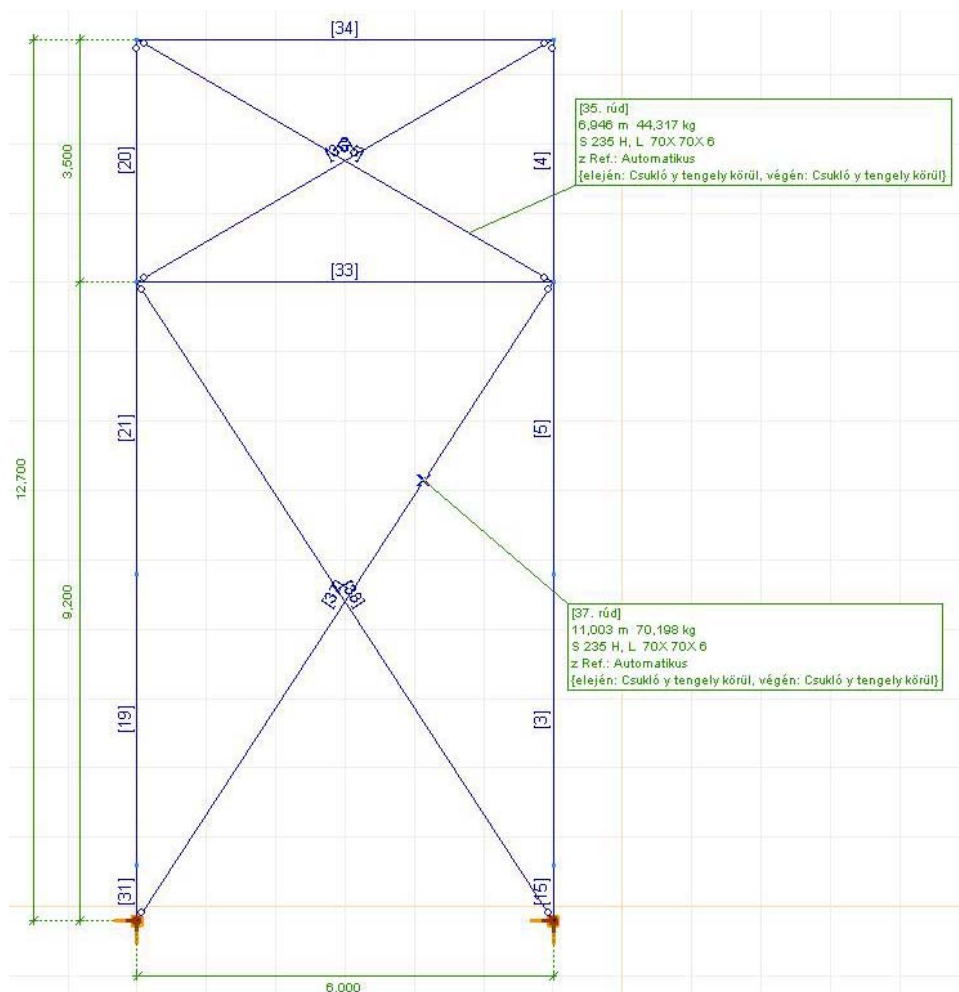 [34]
[35. rúd]
6,946 m 44,317 kg
S 235 H, L 70X70X6
z Ref.: Automatikus
{elején: Csukló y tengely körül, végén: Csukló y tengely körül}
[20]
[4]
3,500
[33]
[21]
[5]
12,700
9,200
[37. rúd]
11,003 m 70,198 kg
S 235 H, L 70X70X6
z Ref.: Automatikus
{elején: Csukló y tengely körül, végén: Csukló y tengely körül}
[19]
[3]
[31]
[15]
6,000